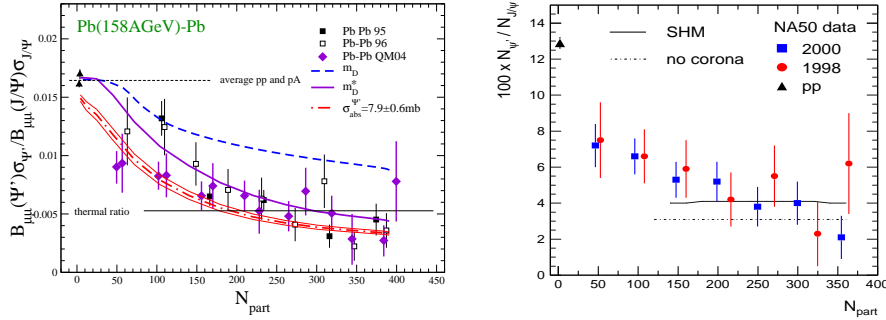 Pb(158AGeV)-Pb
Pb Pb 95
Pb-Pb 96
Pb-Pb QM04
m_D
m_D^*
σ_abs^Ψ'=7.9±0.6mb
average pp and pA
thermal ratio
B_μμ(Ψ')σ_Ψ'/B_μμ(J/Ψ)σ_J/Ψ
0.02
0.015
0.01
0.005
0
0 50 100 150 200 250 300 350 400 450
N_part
100 x N_ψ' / N_J/ψ
SHM
no corona
NA50 data
2000
1998
pp
14
12
10
8
6
4
2
0
0 50 100 150 200 250 300 350 400
N_part